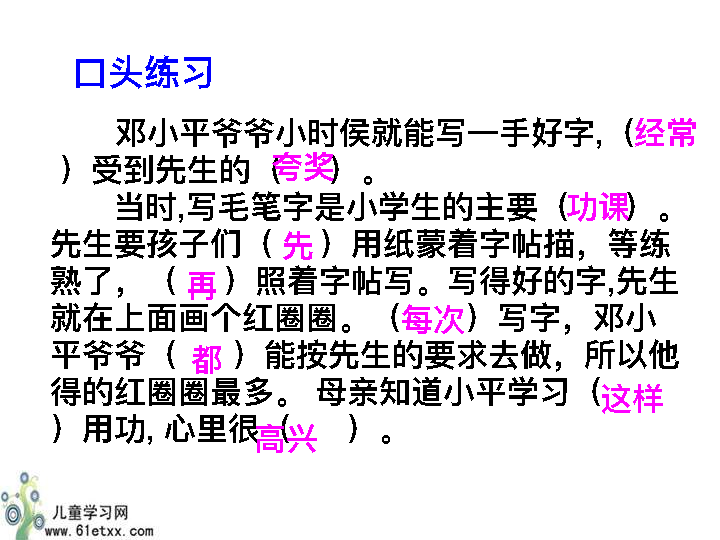 口头练习
邓小平爷爷小时侯就能写一手好字,（经常
）受到先生的（夸奖）。
当时,写毛笔字是小学生的主要（功课）。
先生要孩子们（先）用纸蒙着字帖描，等练
熟了，（再）照着字帖写。写得好的字,先生
就在上面画个红圈圈。（每次）写字，邓小
平爷爷（都）能按先生的要求去做，所以他
得的红圈圈最多。母亲知道小平学习（这样
）用功,心里很（高兴）。
儿童学习网
www.61etxx.com